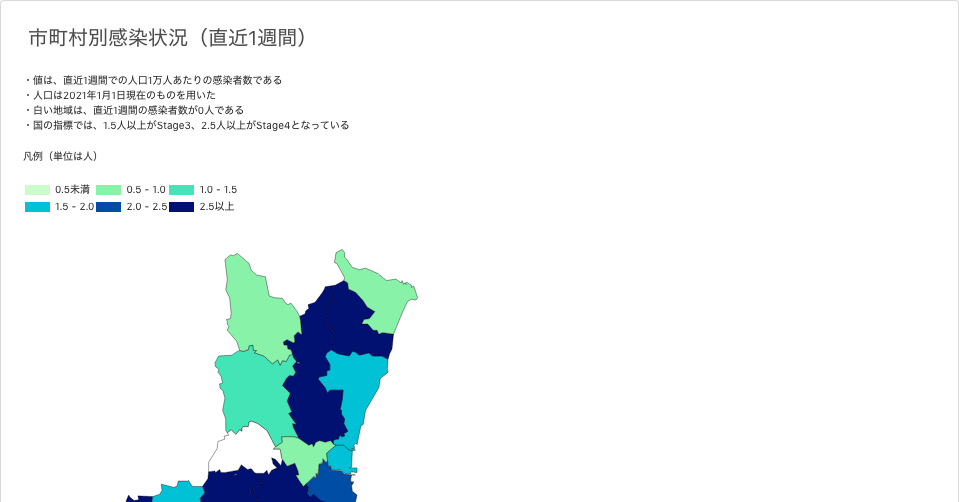 市町村別感染状況（直近1週間）
・値は、直近1週間での人口1万人あたりの感染者数である
・人口は2021年1月1日現在のものを用いた
・白い地域は、直近1週間の感染者数が0人である
・国の指標では、1.5人以上がStage3、2.5人以上がStage4となっている
凡例（単位は人）
0.5未満 0.5 - 1.0 1.0 - 1.5
1.5 - 2.0 2.0 - 2.5 2.5以上